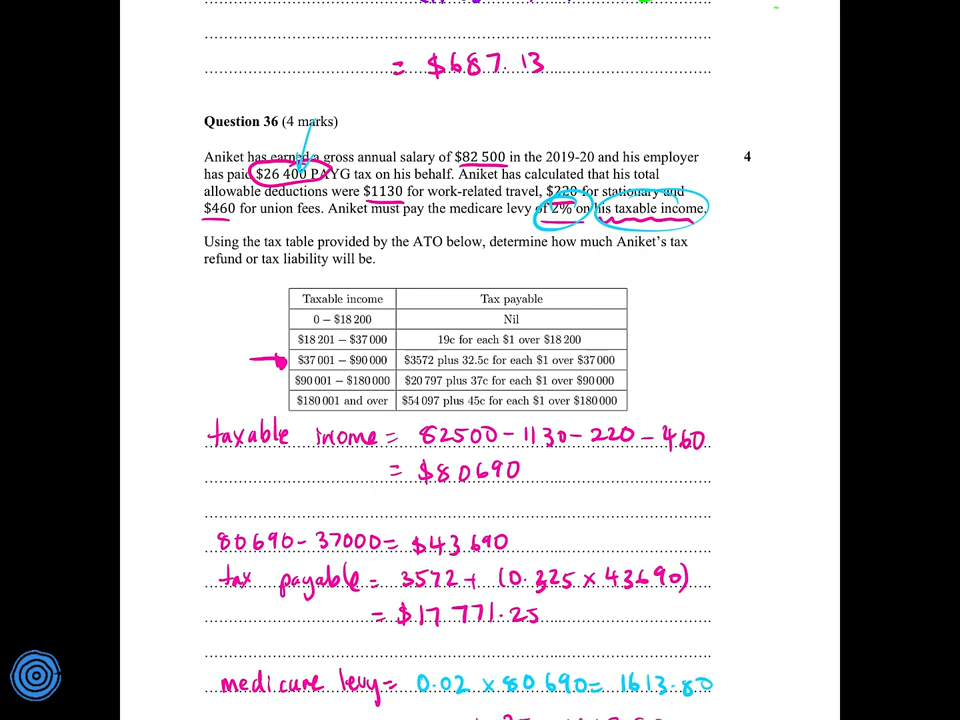 = $687.13
Question 36 (4 marks)
Aniket has earned a gross annual salary of $82 500 in the 2019-20 and his employer 4
has paid $26 400 PAYG tax on his behalf. Aniket has calculated that his total
allowable deductions were $1130 for work-related travel, $220 for stationary and
$460 for union fees. Aniket must pay the medicare levy of 2% on his taxable income.
Using the tax table provided by the ATO below, determine how much Aniket's tax
refund or tax liability will be.
Taxable income Tax payable
0 – $18 200 Nil
$18 201 – $37 000 19c for each $1 over $18 200
$37 001 – $90 000 $3572 plus 32.5c for each $1 over $37 000
$90 001 – $180 000 $20 797 plus 37c for each $1 over $90 000
$180 001 and over $54 097 plus 45c for each $1 over $180 000
taxable income = 82500 - 1130 - 220 - 460
= $80690
80690 - 37000 = $43690
tax payable = 3572 + (0.325 × 43690)
= $17 771.25
medicare levy = 0.02 × 80690 = 1613.80